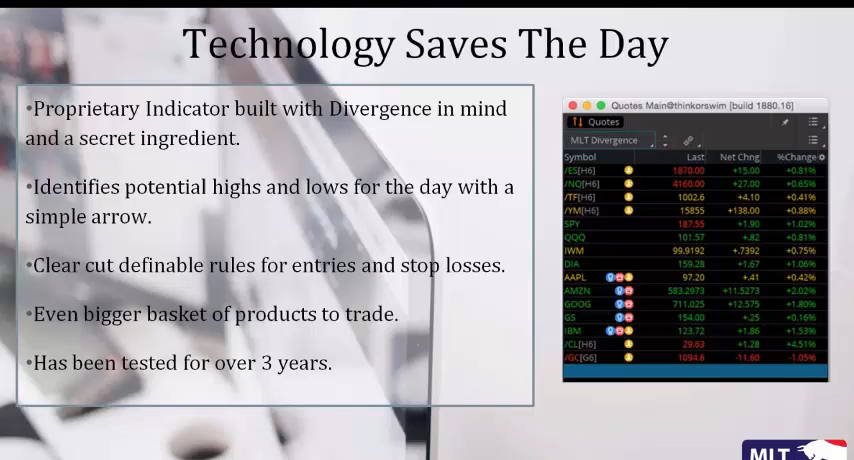 Technology Saves The Day
•Proprietary Indicator built with Divergence in mind
and a secret ingredient.
•Identifies potential highs and lows for the day with a
simple arrow.
•Clear cut definable rules for entries and stop losses.
•Even bigger basket of products to trade.
•Has been tested for over 3 years.
Quotes Main@thinkorswim [build 1880.16]
Quotes
MLT Divergence
Symbol Last Net Chng %Change
/ES[H6] 1870.00 +15.00 +0.81%
/NQ[H6] 4160.00 +27.00 +0.65%
/TF[H6] 1002.6 +4.10 +0.41%
/YM[H6] 15855 +138.00 +0.88%
SPY 187.55 +1.90 +1.02%
QQQ 101.57 +.82 +0.81%
IWM 99.9192 +.7392 +0.75%
DIA 159.28 +1.67 +1.06%
AAPL 97.20 +.41 +0.42%
AMZN 583.2973 +11.5273 +2.02%
GOOG 711.025 +12.575 +1.80%
GS 154.00 +.25 +0.16%
IBM 123.72 +1.86 +1.53%
/CL[H6] 29.63 +1.28 +4.51%
/GC[G6] 1094.6 -11.60 -1.05%
MLT